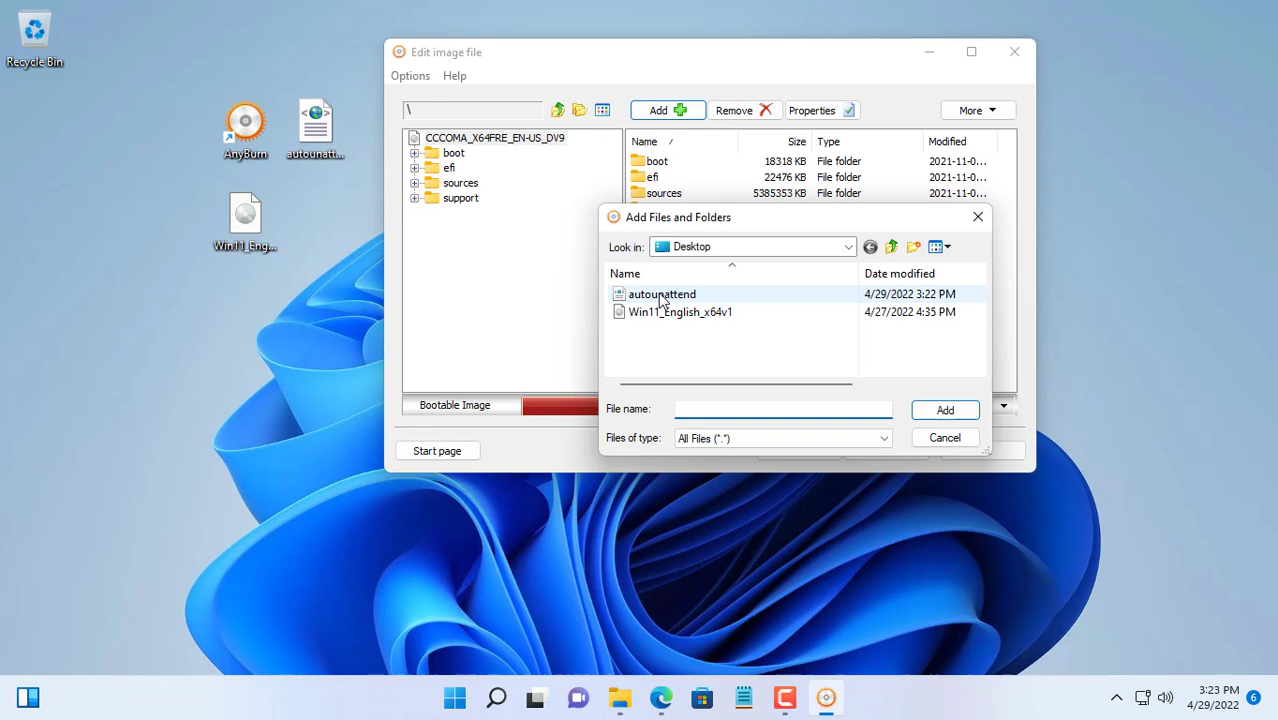 Recycle Bin
AnyBurn
autounatt...
Win11_Eng...
Edit image file
Options Help
\
Add Remove Properties More
CCCOMA_X64FRE_EN-US_DV9
boot
efi
sources
support
Name / Size Type Modified
boot 18318 KB File folder 2021-11-0...
efi 22476 KB File folder 2021-11-0...
sources 5385353 KB File folder 2021-11-0...
Add Files and Folders
Look in: Desktop
Name Date modified
autounattend 4/29/2022 3:22 PM
Win11_English_x64v1 4/27/2022 4:35 PM
File name: Add
Files of type: All Files (*.*) Cancel
Bootable Image
Start page
3:23 PM
4/29/2022
6